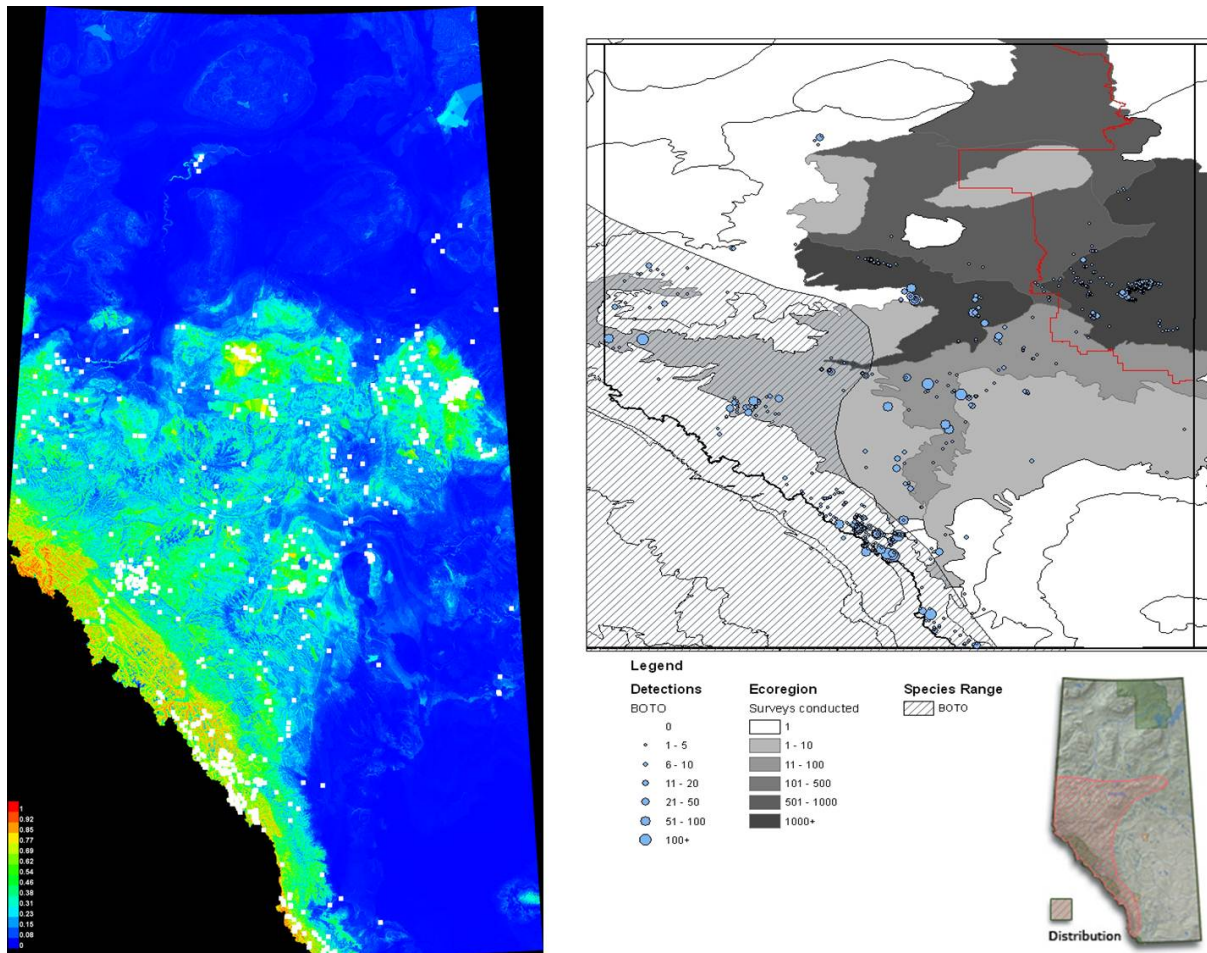 1
0.92
0.85
0.77
0.69
0.62
0.54
0.46
0.38
0.31
0.23
0.15
0.08
0
Legend
Detections
BOTO
0
1 - 5
6 - 10
11 - 20
21 - 50
51 - 100
100+
Ecoregion
Surveys conducted
1
1 - 10
11 - 100
101 - 500
501 - 1000
1000+
Species Range
BOTO
Distribution